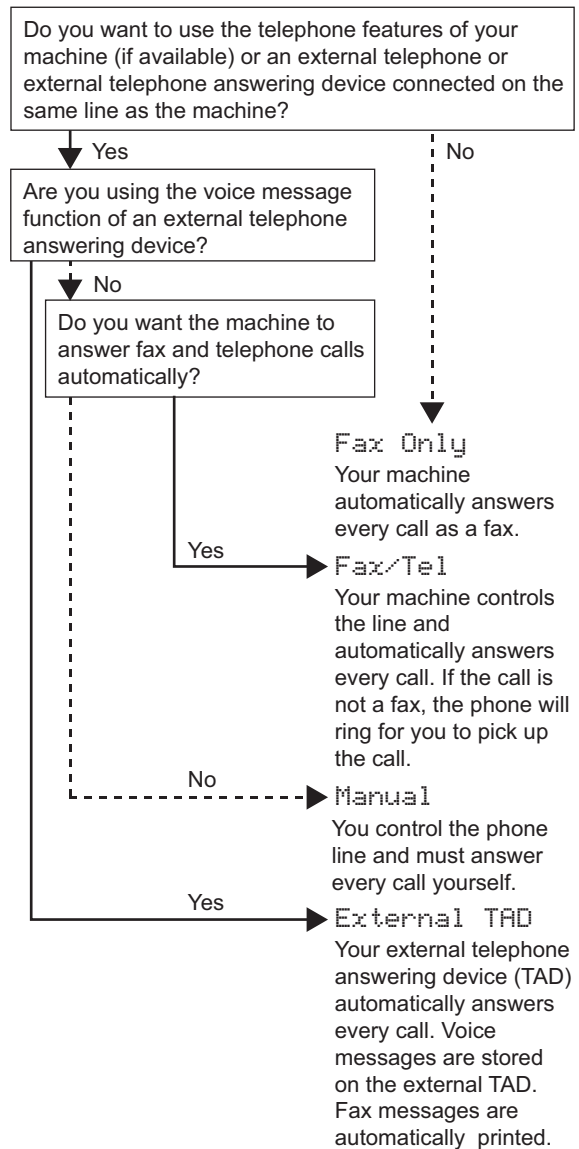 Do you want to use the telephone features of your
machine (if available) or an external telephone or
external telephone answering device connected on the
same line as the machine?
Yes
No
Are you using the voice message
function of an external telephone
answering device?
No
Do you want the machine to
answer fax and telephone calls
automatically?
Fax Only
Your machine
automatically answers
every call as a fax.
Yes
Fax/Tel
Your machine controls
the line and
automatically answers
every call. If the call is
not a fax, the phone will
ring for you to pick up
the call.
No
Manual
You control the phone
line and must answer
every call yourself.
Yes
External TAD
Your external telephone
answering device (TAD)
automatically answers
every call. Voice
messages are stored
on the external TAD.
Fax messages are
automatically printed.